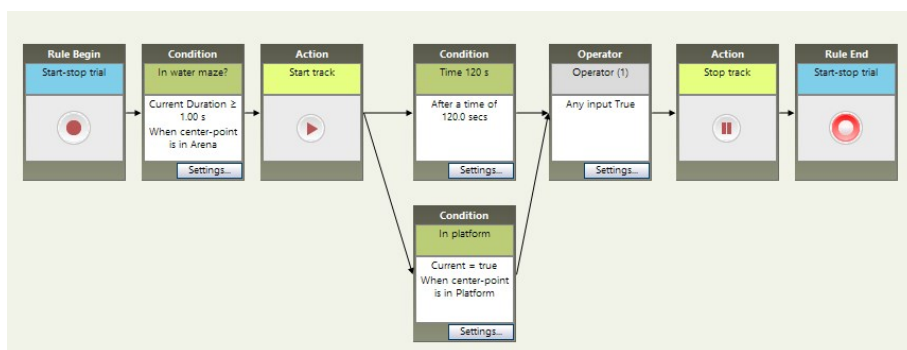 Rule Begin
Start-stop trial
Condition
In water maze?
Current Duration ≥
1.00 s
When center-point
is in Arena
Settings...
Action
Start track
Condition
Time 120 s
After a time of
120.0 secs
Settings...
Operator
Operator (1)
Any input True
Settings...
Action
Stop track
Rule End
Start-stop trial
Condition
In platform
Current = true
When center-point
is in Platform
Settings...